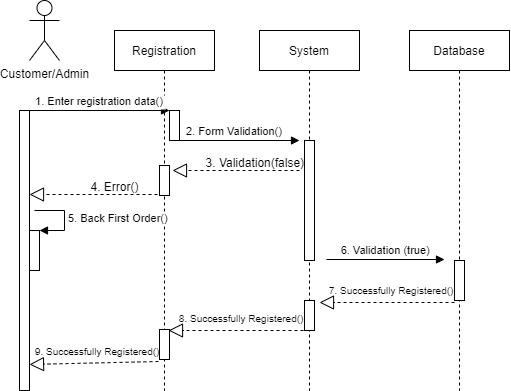 Registration
System
Database
Customer/Admin
1. Enter registration data()
2. Form Validation()
3. Validation(false)
4. Error()
5. Back First Order()
6. Validation (true)
7. Successfully Registered()
8. Successfully Registered()
9. Successfully Registered()